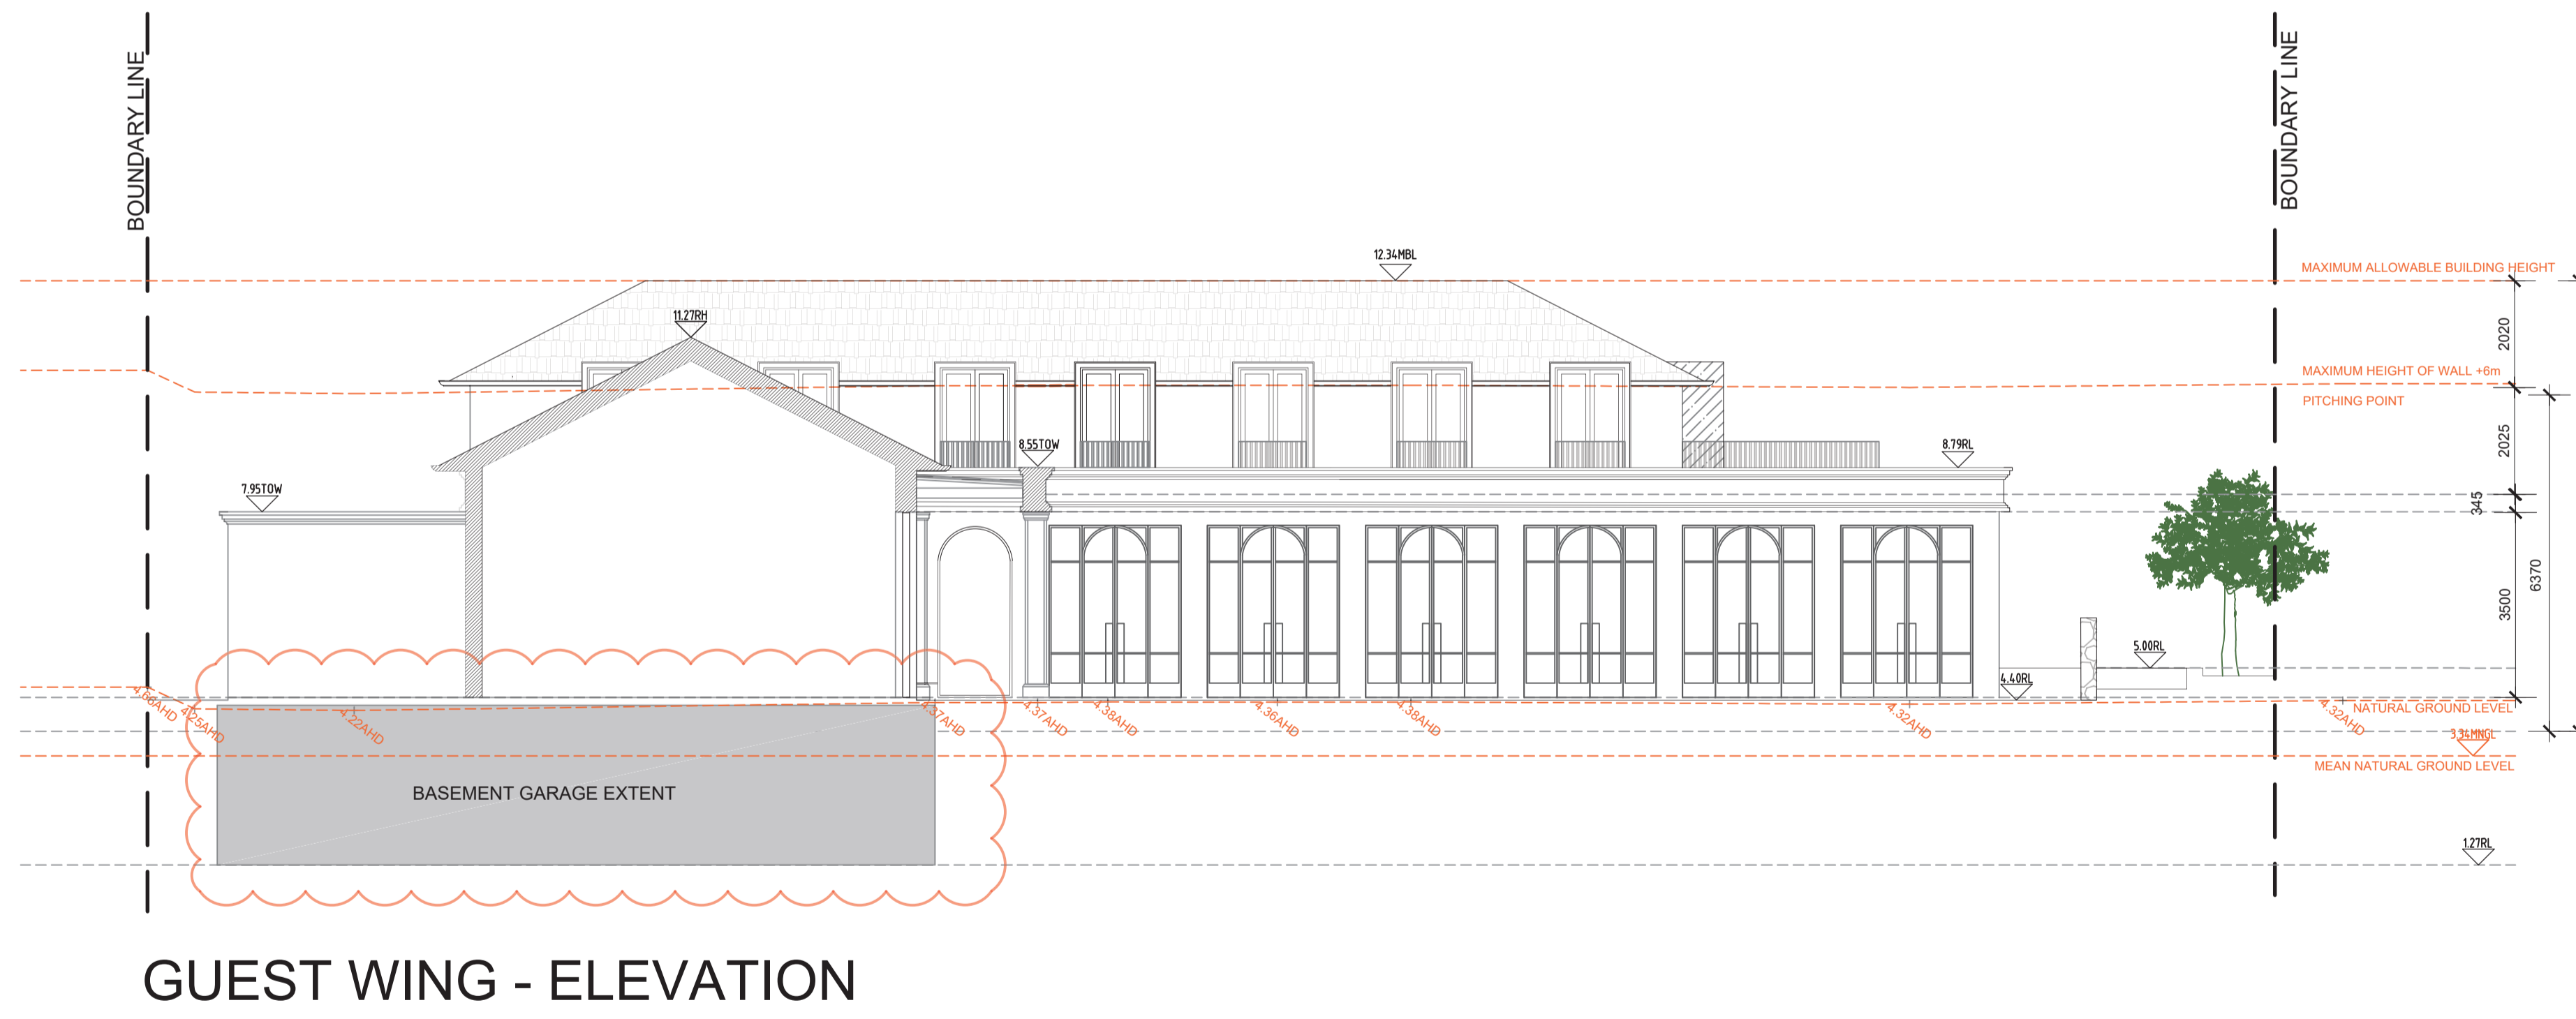 BOUNDARY LINE
BOUNDARY LINE
12.34MBL
MAXIMUM ALLOWABLE BUILDING HEIGHT
11.27RH
2020
MAXIMUM HEIGHT OF WALL +6m
PITCHING POINT
8.55TOW
8.79RL
2025
7.95TOW
345
6370
3500
5.00RL
4.40RL
4.66AHD
4.25AHD
4.22AHD
4.37AHD
4.37AHD
4.38AHD
4.36AHD
4.38AHD
4.32AHD
4.32AHD
NATURAL GROUND LEVEL
3.34MNGL
MEAN NATURAL GROUND LEVEL
BASEMENT GARAGE EXTENT
1.27RL
GUEST WING - ELEVATION